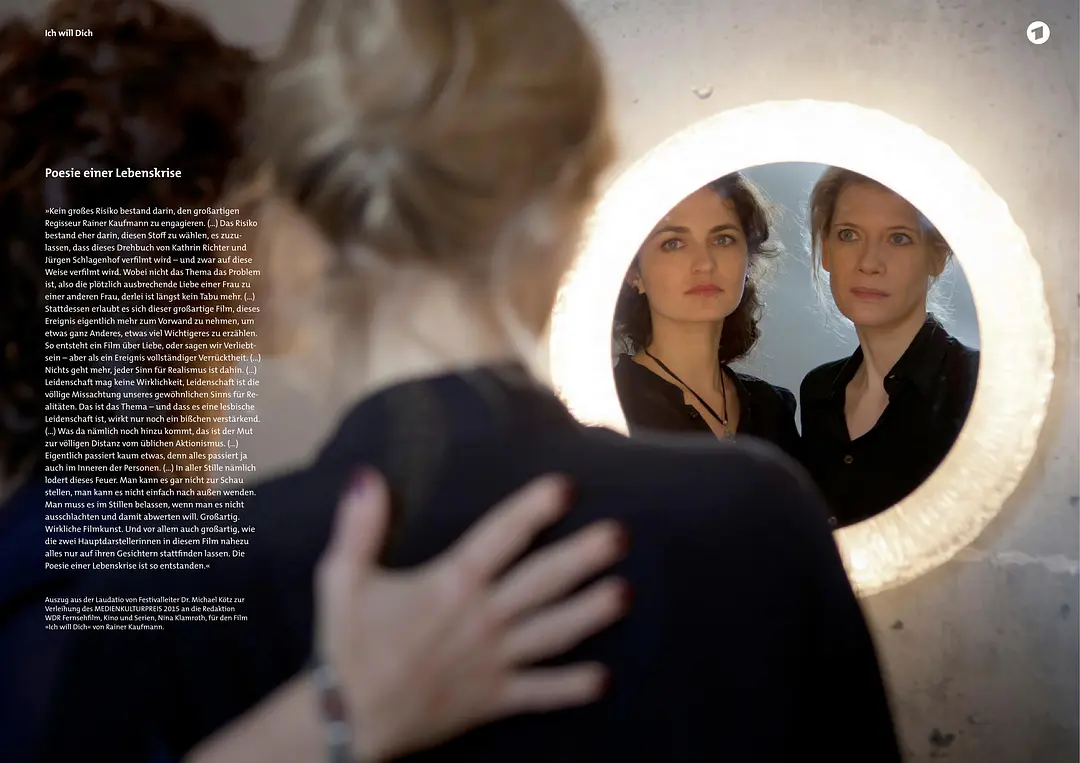 Ich will Dich
Poesie einer Lebenskrise
»Kein großes Risiko bestand darin, den großartigen
Regisseur Rainer Kaufmann zu engagieren. (...) Das Risiko
bestand eher darin, diesen Stoff zu wählen, es zuzu-
lassen, dass dieses Drehbuch von Kathrin Richter und
Jürgen Schlagenhof verfilmt wird – und zwar auf diese
Weise verfilmt wird. Wobei nicht das Thema das Problem
ist, also die plötzlich ausbrechende Liebe einer Frau zu
einer anderen Frau, derlei ist längst kein Tabu mehr. (...)
Stattdessen erlaubt es sich dieser großartige Film, dieses
Ereignis eigentlich mehr zum Vorwand zu nehmen, um
etwas ganz Anderes, etwas viel Wichtigeres zu erzählen.
So entsteht ein Film über Liebe, oder sagen wir Verliebt-
sein – aber als ein Ereignis vollständiger Verrücktheit. (...)
Nichts geht mehr, jeder Sinn für Realismus ist dahin. (...)
Leidenschaft mag keine Wirklichkeit, Leidenschaft ist die
völlige Missachtung unseres gewöhnlichen Sinns für Re-
alitäten. Das ist das Thema – und dass es eine lesbische
Leidenschaft ist, wirkt nur noch ein bißchen verstärkend.
(...) Was da nämlich noch hinzu kommt, das ist der Mut
zur völligen Distanz vom üblichen Aktionismus. (...)
Eigentlich passiert kaum etwas, denn alles passiert ja
auch im Inneren der Personen. (...) In aller Stille nämlich
lodert dieses Feuer. Man kann es gar nicht zur Schau
stellen, man kann es nicht einfach nach außen wenden.
Man muss es im Stillen belassen, wenn man es nicht
ausschlachten und damit abwerten will. Großartig.
Wirkliche Filmkunst. Und vor allem auch großartig, wie
die zwei Hauptdarstellerinnen in diesem Film nahezu
alles nur auf ihren Gesichtern stattfinden lassen. Die
Poesie einer Lebenskrise ist so entstanden.«
Auszug aus der Laudatio von Festivalleiter Dr. Michael Kötz zur
Verleihung des MEDIENKULTURPREIS 2015 an die Redaktion
WDR Fernsehfilm, Kino und Serien, Nina Klamroth, für den Film
»Ich will Dich« von Rainer Kaufmann.